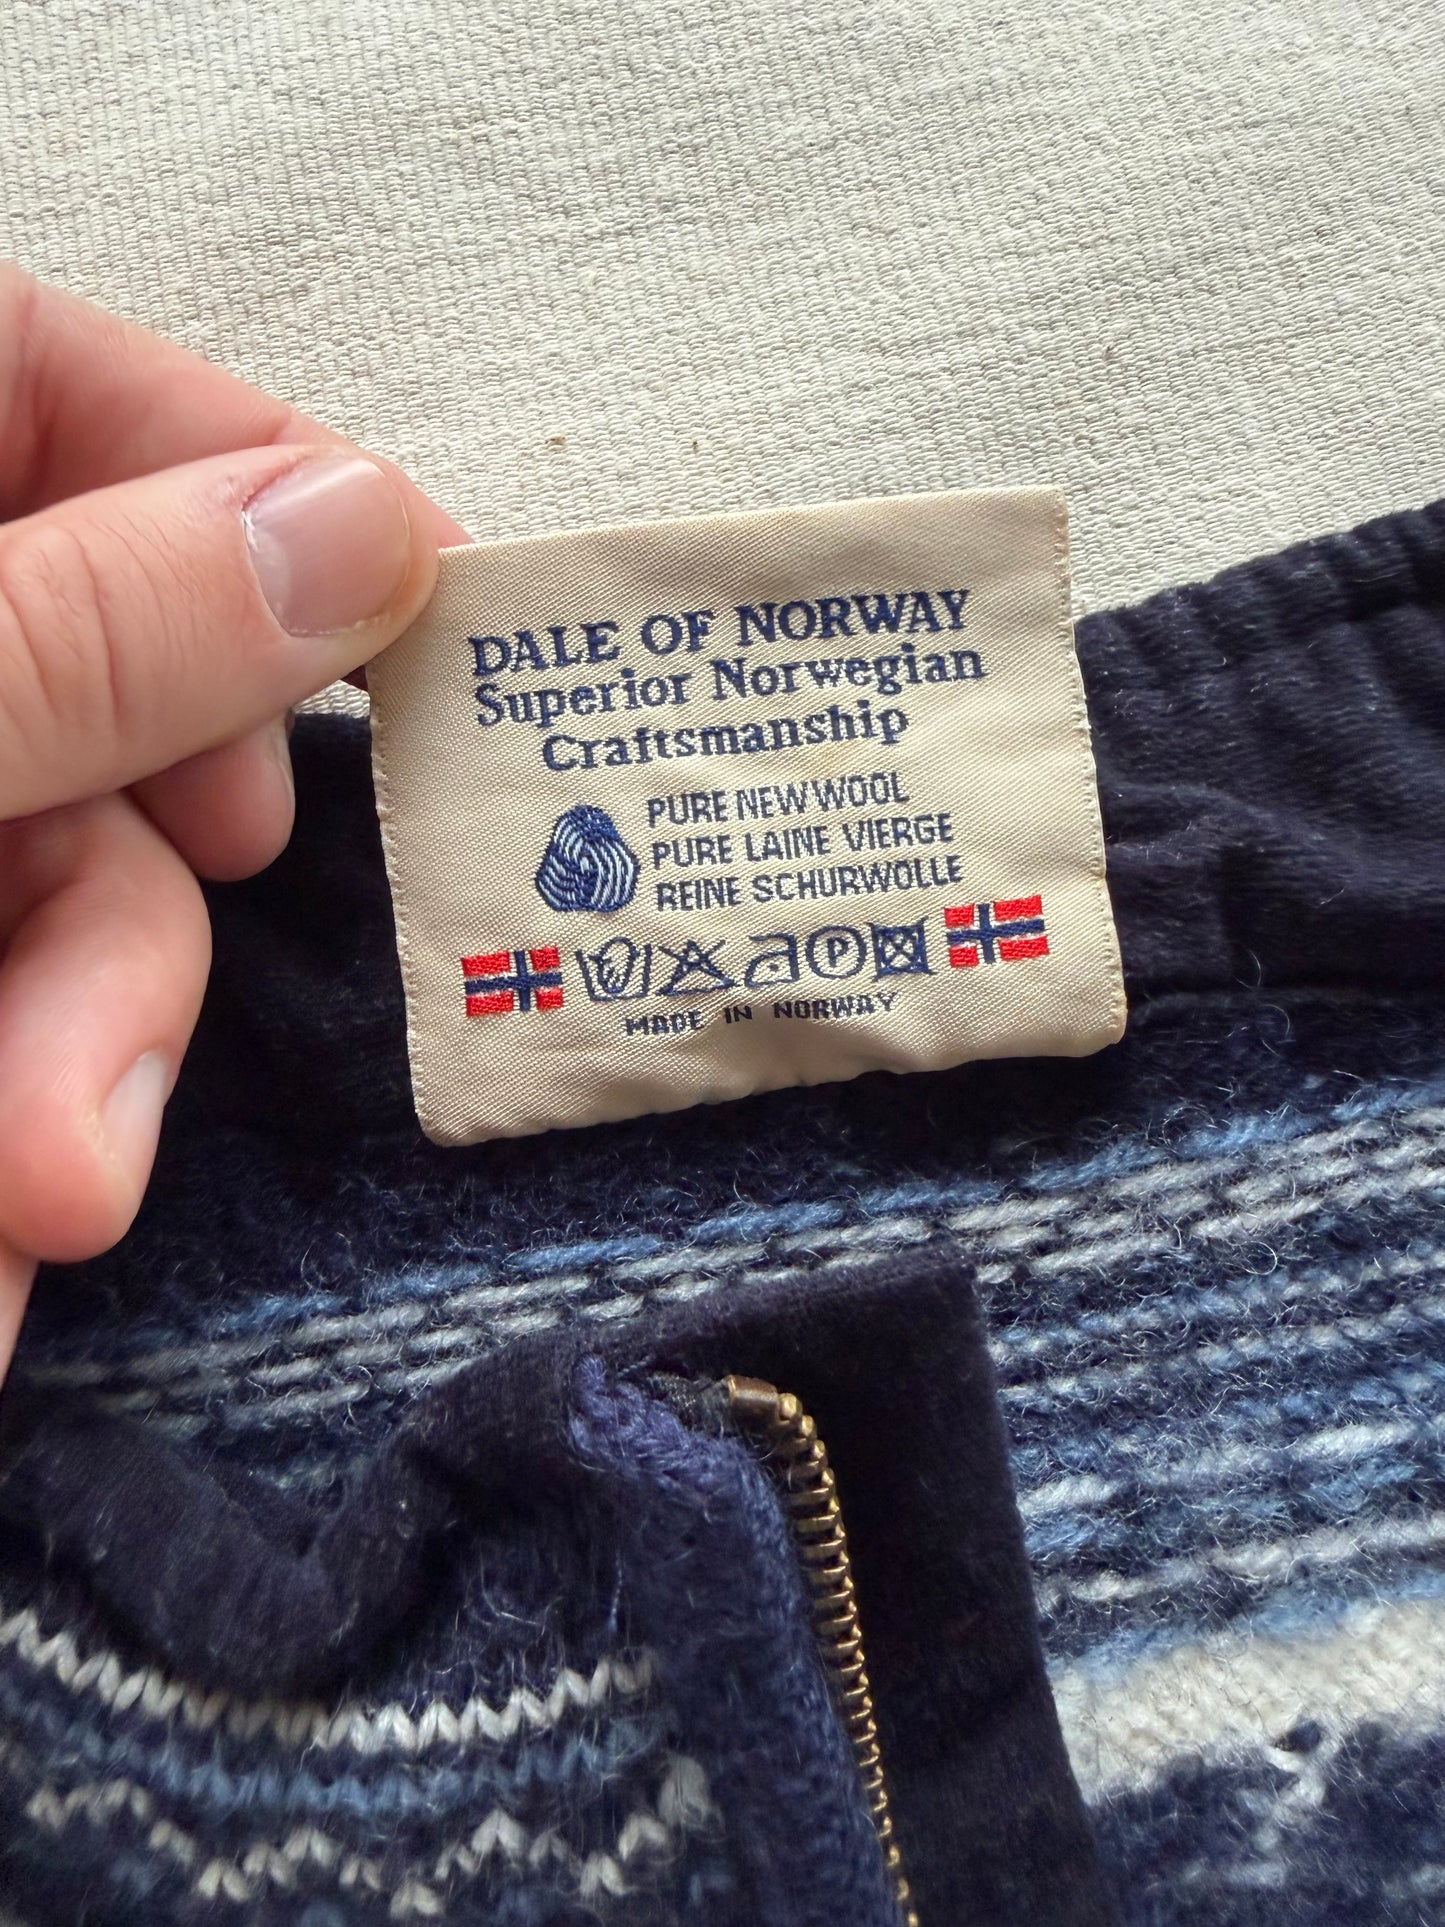 DALE OF NORWAY
Superior Norwegian
Craftsmanship
PURE NEW WOOL
PURE LAINE VIERGE
REINE SCHURWOLLE
P
MADE IN NORWAY